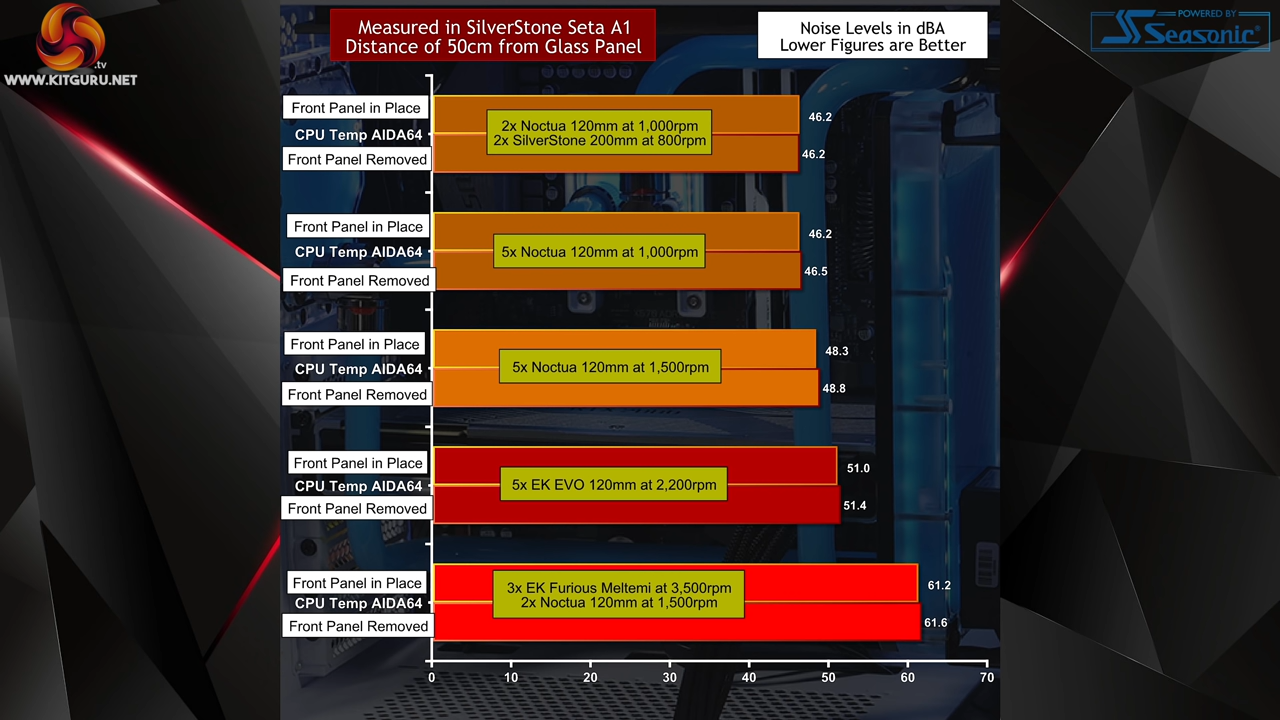 Measured in SilverStone Seta A1
Distance of 50cm from Glass Panel
Noise Levels in dBA
Lower Figures are Better
POWERED BY
Seasonic
.tv
WWW.KITGURU.NET
Front Panel in Place
CPU Temp AIDA64
Front Panel Removed
2x Noctua 120mm at 1,000rpm
2x SilverStone 200mm at 800rpm
46.2
46.2
Front Panel in Place
CPU Temp AIDA64
Front Panel Removed
5x Noctua 120mm at 1,000rpm
46.2
46.5
Front Panel in Place
CPU Temp AIDA64
Front Panel Removed
5x Noctua 120mm at 1,500rpm
48.3
48.8
Front Panel in Place
CPU Temp AIDA64
Front Panel Removed
5x EK EVO 120mm at 2,200rpm
51.0
51.4
Front Panel in Place
CPU Temp AIDA64
Front Panel Removed
3x EK Furious Meltemi at 3,500rpm
2x Noctua 120mm at 1,500rpm
61.2
61.6
0 10 20 30 40 50 60 70